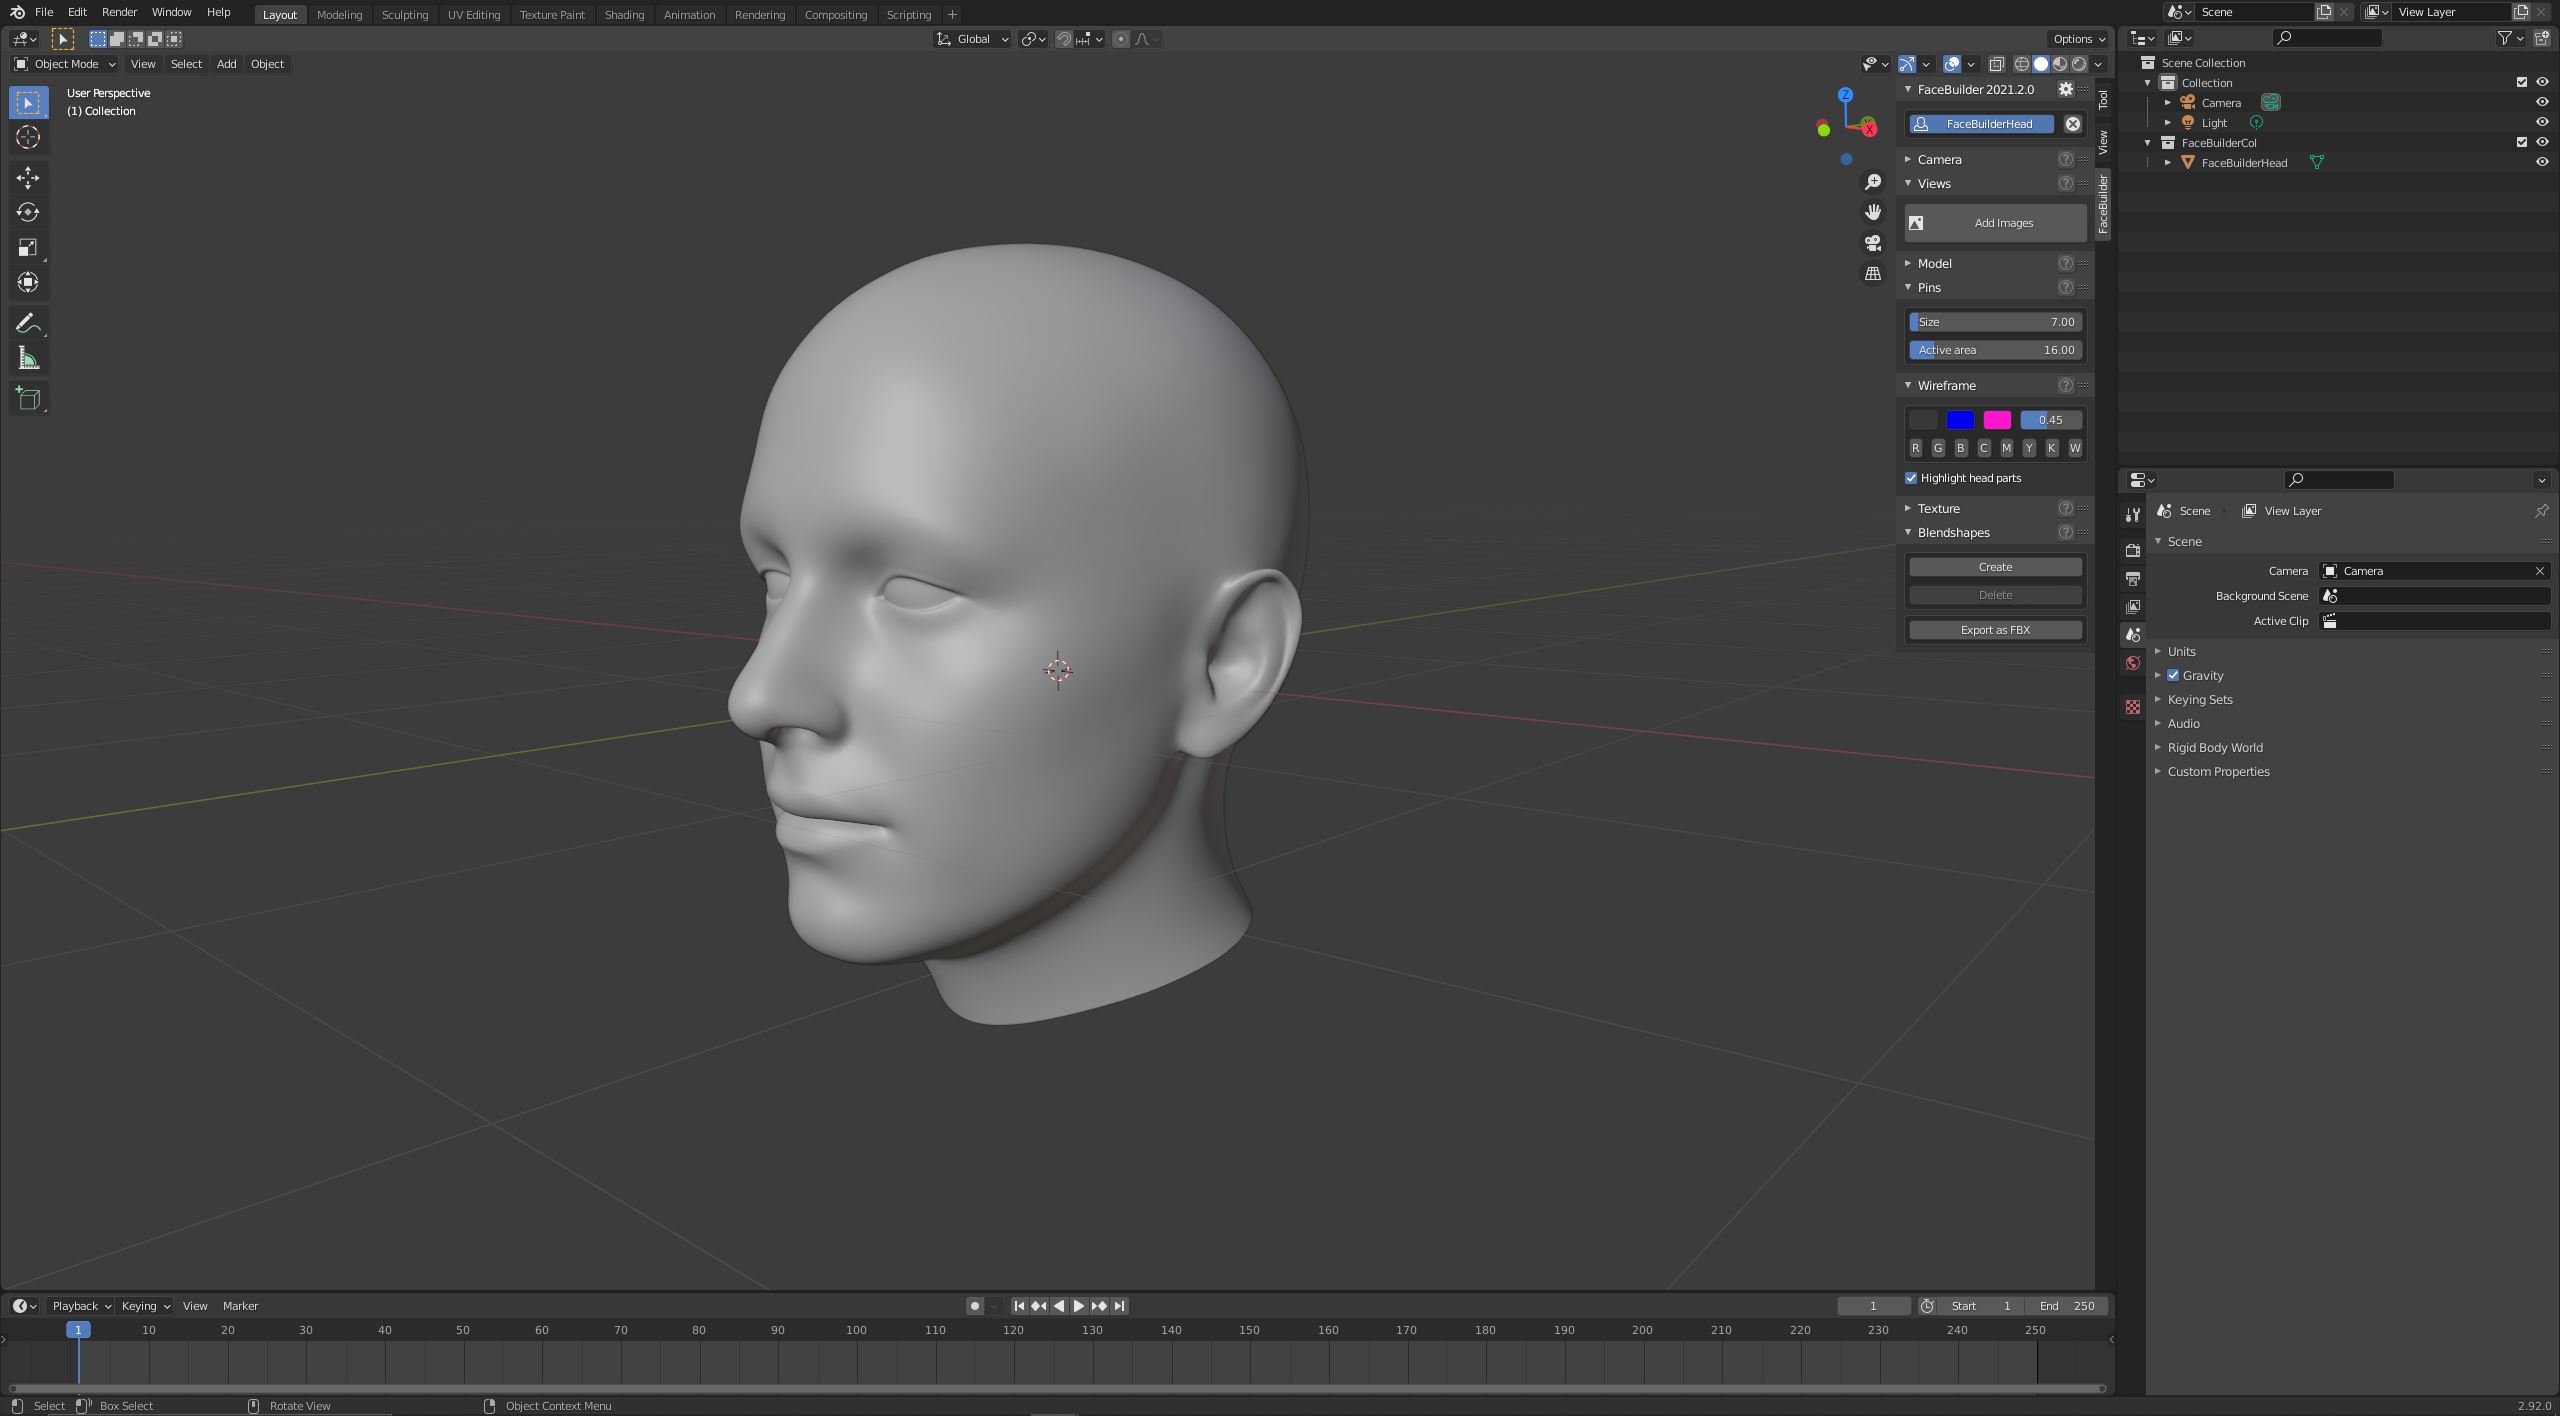 File Edit Render Window Help Layout Modeling Sculpting UV Editing Texture Paint Shading Animation Rendering Compositing Scripting + Scene View Layer
Global Options
Object Mode View Select Add Object
User Perspective
(1) Collection
Z
Y
X
FaceBuilder 2021.2.0
FaceBuilderHead
Camera ?
Views ?
Add Images
Model ?
Pins ?
Size 7.00
Active area 16.00
Wireframe ?
0.45
R G B C M Y K W
Highlight head parts
Texture ?
Blendshapes ?
Create
Delete
Export as FBX
Tool
View
FaceBuilder
Scene Collection
Collection
Camera
Light
FaceBuilderCol
FaceBuilderHead
Scene View Layer
Scene
Camera Camera
Background Scene
Active Clip
Units
Gravity
Keying Sets
Audio
Rigid Body World
Custom Properties
Playback Keying View Marker 1 Start 1 End 250
1 10 20 30 40 50 60 70 80 90 100 110 120 130 140 150 160 170 180 190 200 210 220 230 240 250
Select Box Select Rotate View Object Context Menu 2.92.0